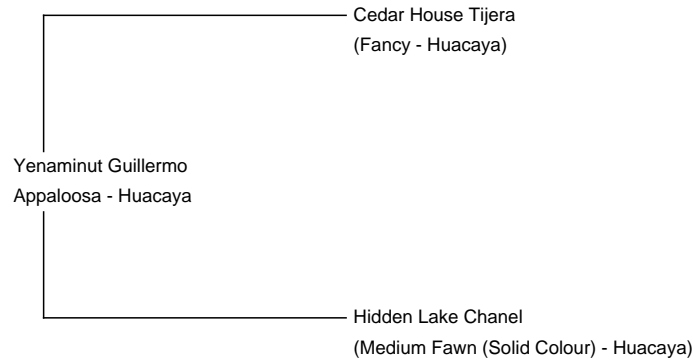 Cedar House Tijera
(Fancy - Huacaya)
Yenaminut Guillermo
Appaloosa - Huacaya
Hidden Lake Chanel
(Medium Fawn (Solid Colour) - Huacaya)